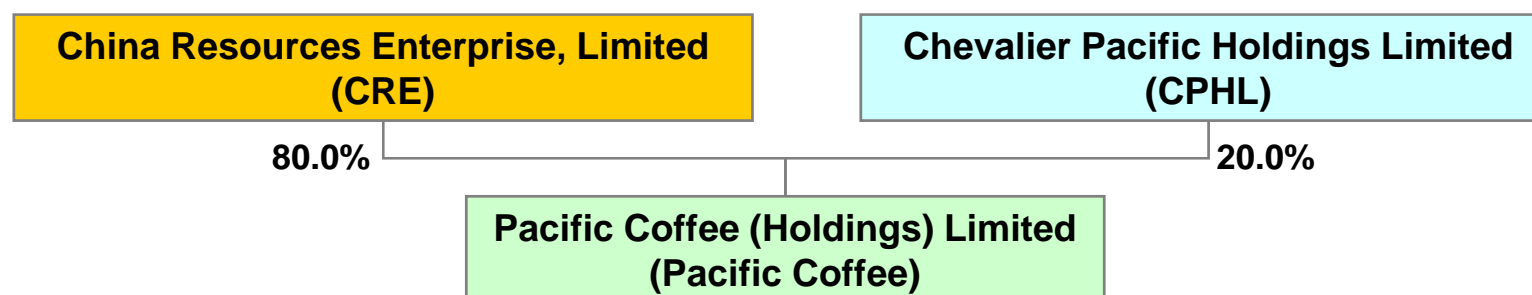 China Resources Enterprise, Limited
(CRE)
Chevalier Pacific Holdings Limited
(CPHL)
80.0%
20.0%
Pacific Coffee (Holdings) Limited
(Pacific Coffee)